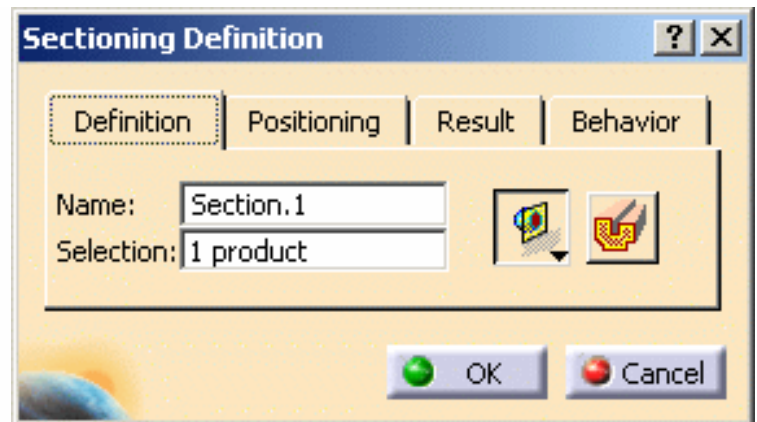 Sectioning Definition
Definition Positioning Result Behavior
Name: Section.1
Selection: 1 product
OK Cancel